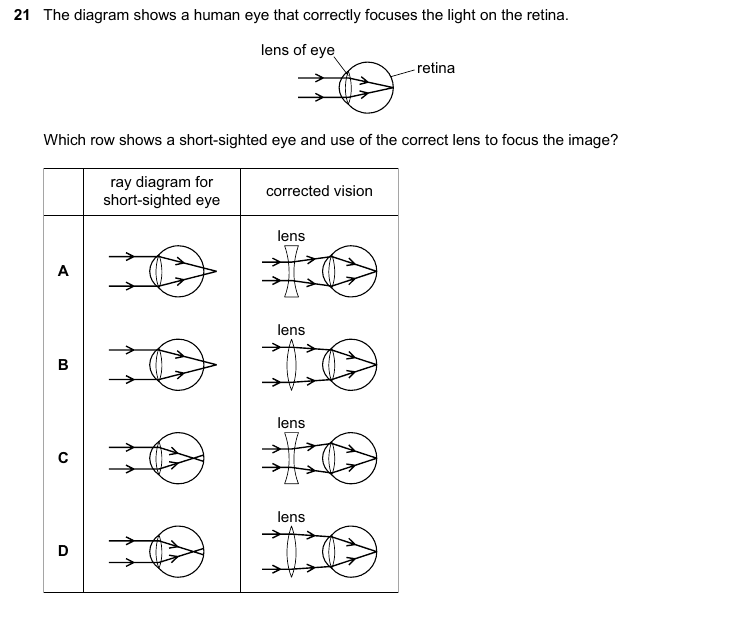 21 The diagram shows a human eye that correctly focuses the light on the retina.
lens of eye
retina
Which row shows a short-sighted eye and use of the correct lens to focus the image?
ray diagram for
short-sighted eye
corrected vision
A
lens
B
lens
C
lens
D
lens